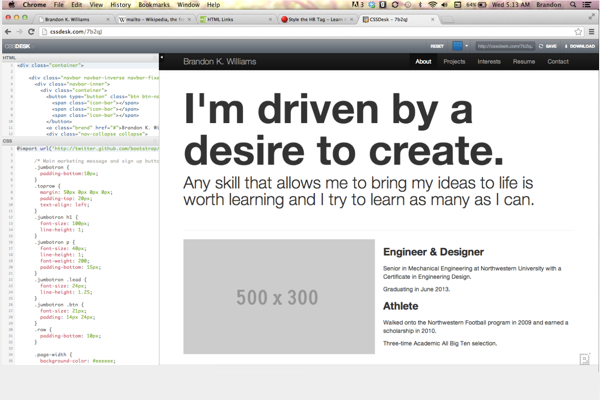 Chrome File Edit View History Bookmarks Window Help 64% Wed 5:13 AM Brandon
Brandon K. Williams mailto – Wikipedia, the fr HTML Links Style the HR Tag – Learn CSSDesk – /7b2qJ
cssdesk.com/7b2qJ
CSSDESK RESET SAVE DOWNLOAD
HTML
<div class="container">
<div class="navbar navbar-inverse navbar-fixe
<div class="navbar-inner">
<div class="container">
<button type="button" class="btn btn-na
<span class="icon-bar"></span>
<span class="icon-bar"></span>
<span class="icon-bar"></span>
</button>
<a class="brand" href="#">Brandon K. Wi
<div class="nav-collapse collapse">
CSS
@import url('http://twitter.github.com/bootstrap
/* Main marketing message and sign up button
.jumbotron {
padding-bottom:10px;
}
.toprow {
margin: 50px 0px 0px 0px;
padding-top: 20px;
text-align: left;
}
.jumbotron h1 {
font-size: 100px;
line-height: 1;
}
.jumbotron p {
font-size: 40px;
line-height: 1;
font-weight: 200;
padding-bottom: 15px;
}
.jumbotron .lead {
font-size: 24px;
line-height: 1.25;
}
.jumbotron .btn {
font-size: 21px;
padding: 14px 24px;
}
.row {
padding-bottom: 10px;
}
.page-width {
background-color: #eeeeee;
Brandon K. Williams About Projects Interests Resume Contact
I'm driven by a
desire to create.
Any skill that allows me to bring my ideas to life is
worth learning and I try to learn as many as I can.
500 x 300
Engineer & Designer
Senior in Mechanical Engineering at Northwestern University with a
Certificate in Engineering Design.
Graduating in June 2013.
Athlete
Walked onto the Northwestern Football program in 2009 and earned a
scholarship in 2010.
Three-time Academic All Big Ten selection.